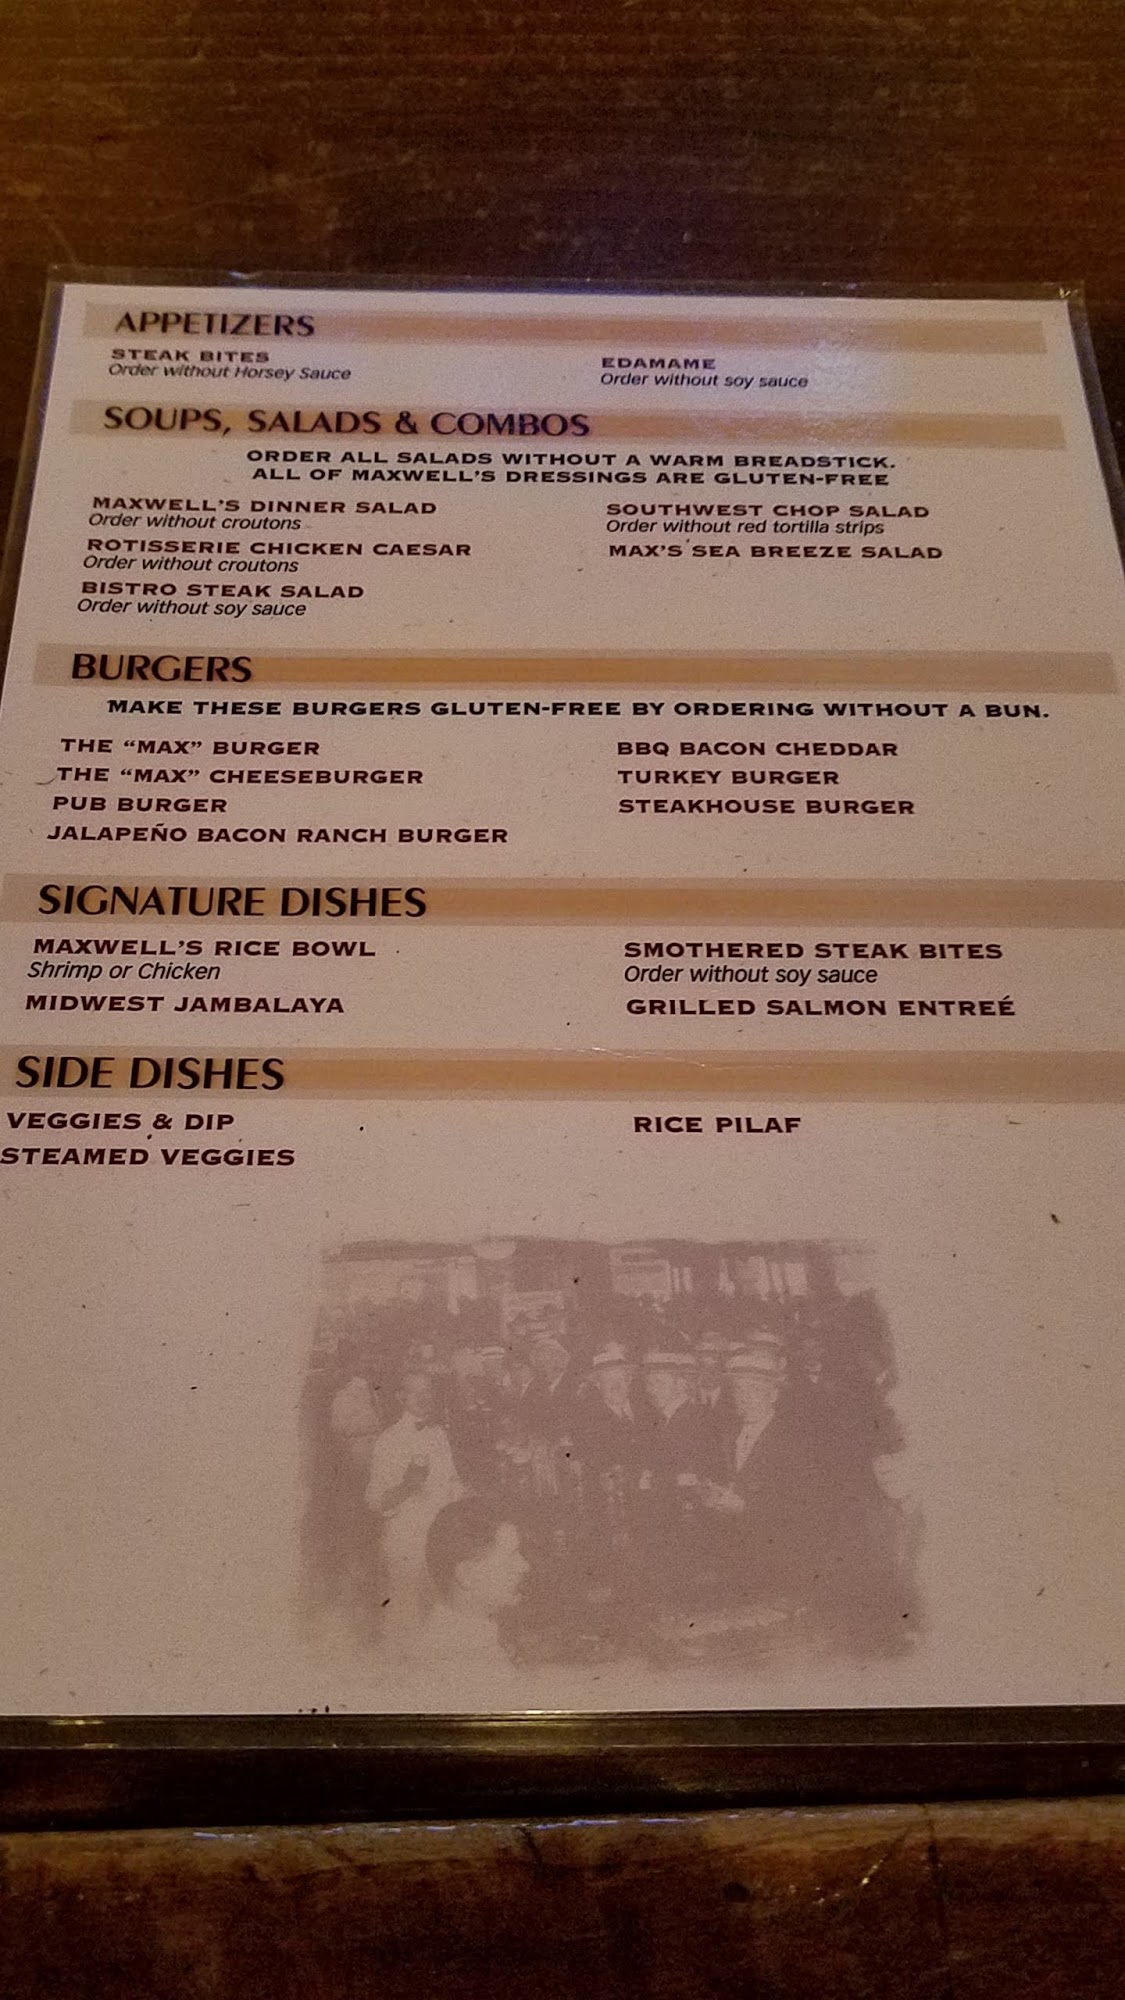 APPETIZERS
STEAK BITES
Order without Horsey Sauce
EDAMAME
Order without soy sauce
SOUPS, SALADS & COMBOS
ORDER ALL SALADS WITHOUT A WARM BREADSTICK.
ALL OF MAXWELL'S DRESSINGS ARE GLUTEN-FREE
MAXWELL'S DINNER SALAD
Order without croutons
ROTISSERIE CHICKEN CAESAR
Order without croutons
BISTRO STEAK SALAD
Order without soy sauce
SOUTHWEST CHOP SALAD
Order without red tortilla strips
MAX'S SEA BREEZE SALAD
BURGERS
MAKE THESE BURGERS GLUTEN-FREE BY ORDERING WITHOUT A BUN.
THE “MAX” BURGER
THE “MAX” CHEESEBURGER
PUB BURGER
JALAPEÑO BACON RANCH BURGER
BBQ BACON CHEDDAR
TURKEY BURGER
STEAKHOUSE BURGER
SIGNATURE DISHES
MAXWELL'S RICE BOWL
Shrimp or Chicken
MIDWEST JAMBALAYA
SMOTHERED STEAK BITES
Order without soy sauce
GRILLED SALMON ENTREÉ
SIDE DISHES
VEGGIES & DIP
STEAMED VEGGIES
RICE PILAF